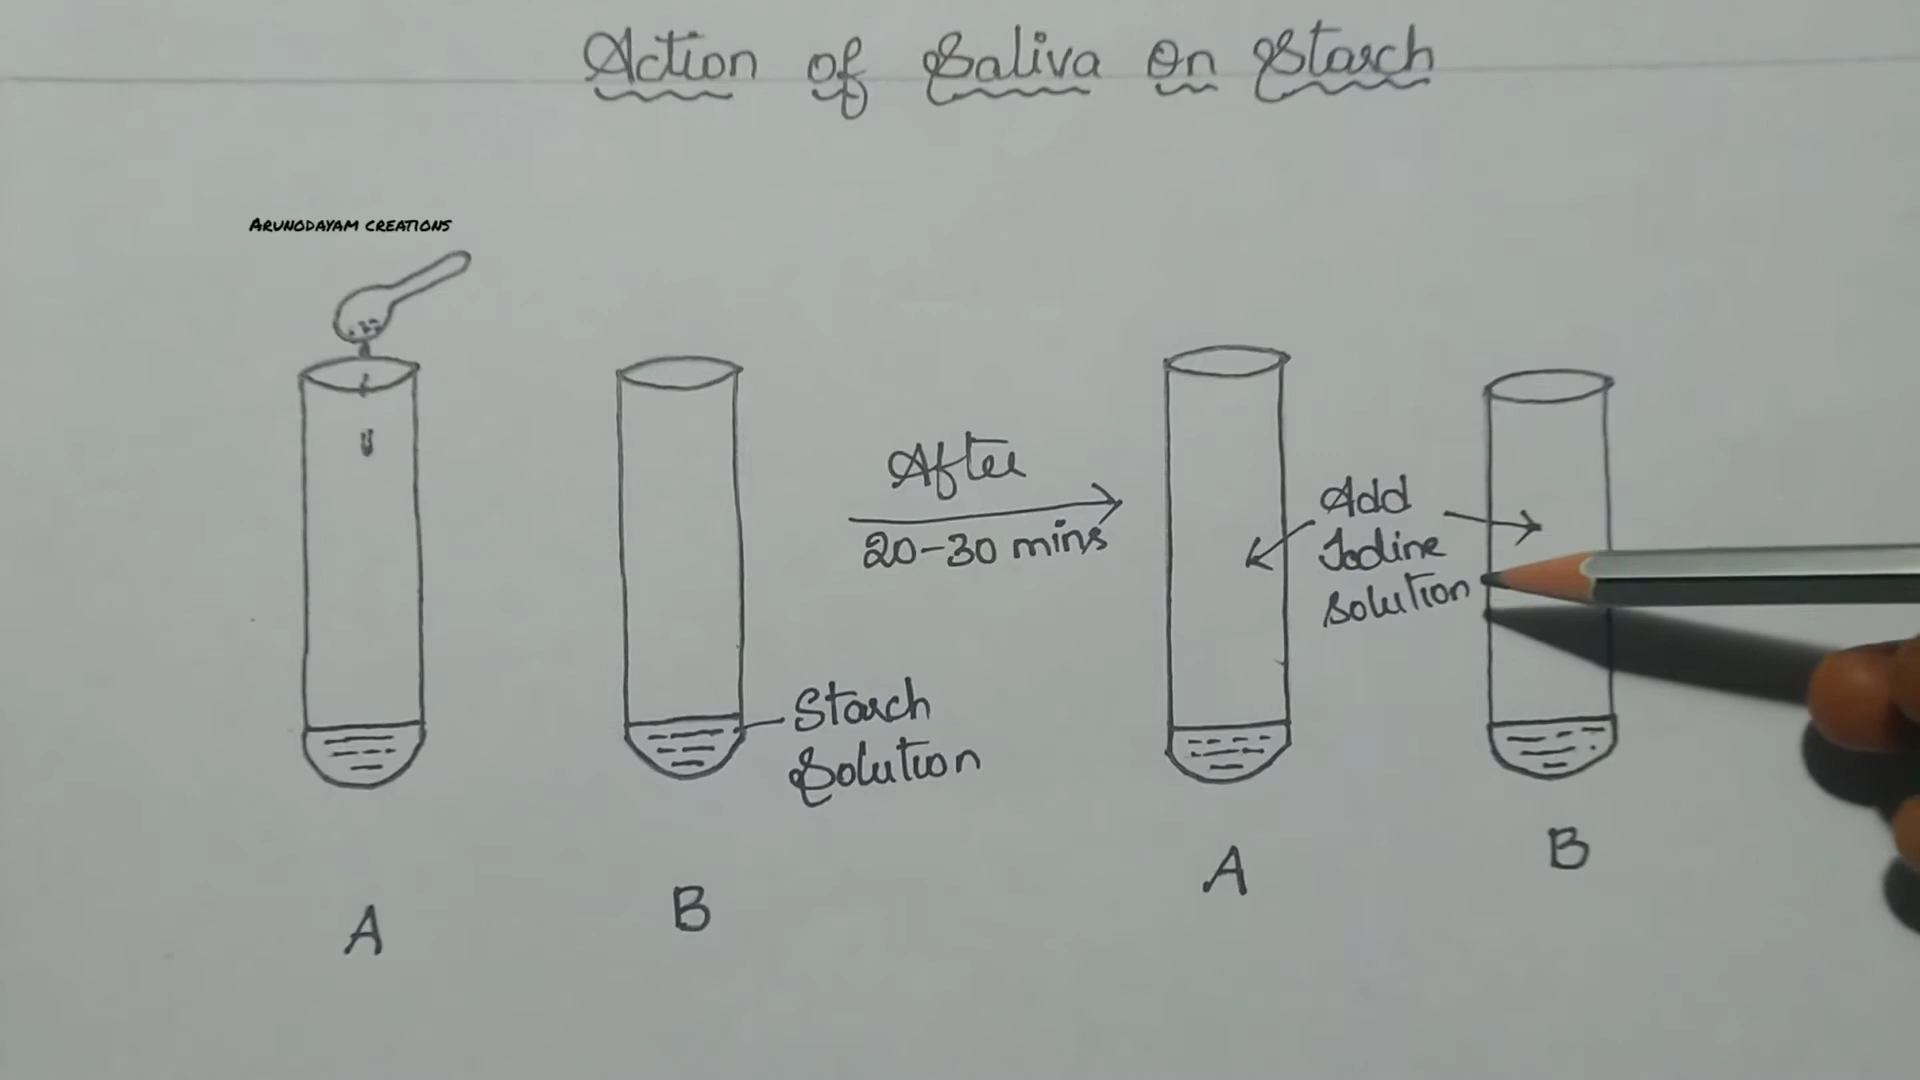 Action of Saliva On Starch
ARUNODAYAM CREATIONS
After
20-30 mins
Add
Iodine
solution
Starch
Solution
A
B
A
B